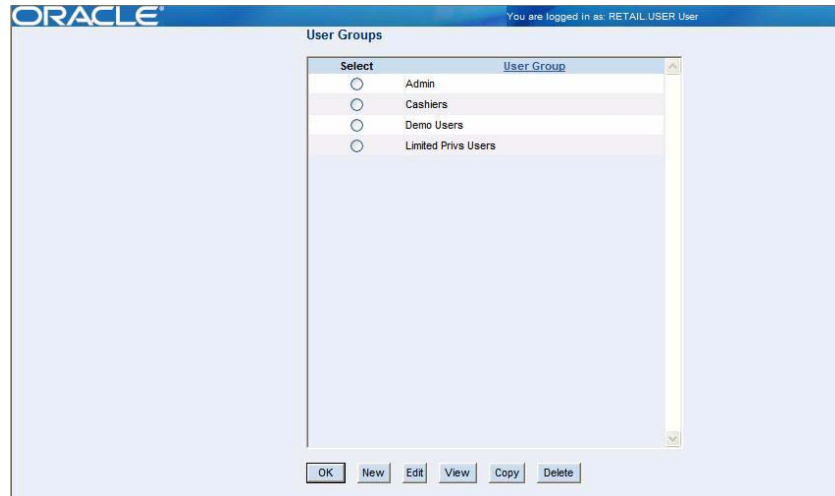 ORACLE®
You are logged in as: RETAIL.USER User
User Groups
Select User Group
Admin
Cashiers
Demo Users
Limited Privs Users
OK New Edit View Copy Delete